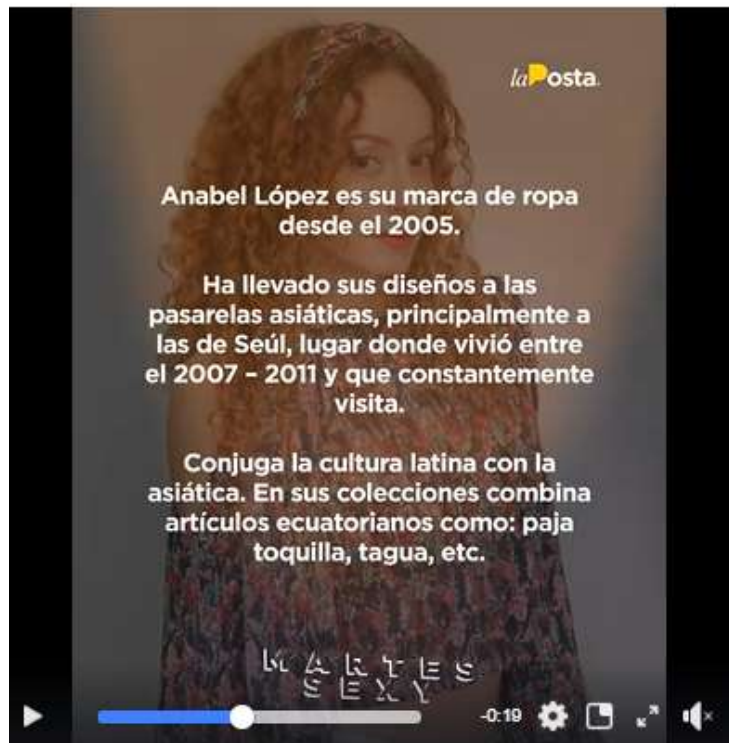 laPosta.
Anabel López es su marca de ropa
desde el 2005.
Ha llevado sus diseños a las
pasarelas asiáticas, principalmente a
las de Seúl, lugar donde vivió entre
el 2007 – 2011 y que constantemente
visita.
Conjuga la cultura latina con la
asiática. En sus colecciones combina
artículos ecuatorianos como: paja
toquilla, tagua, etc.
MARTES
SEXY
-0:19